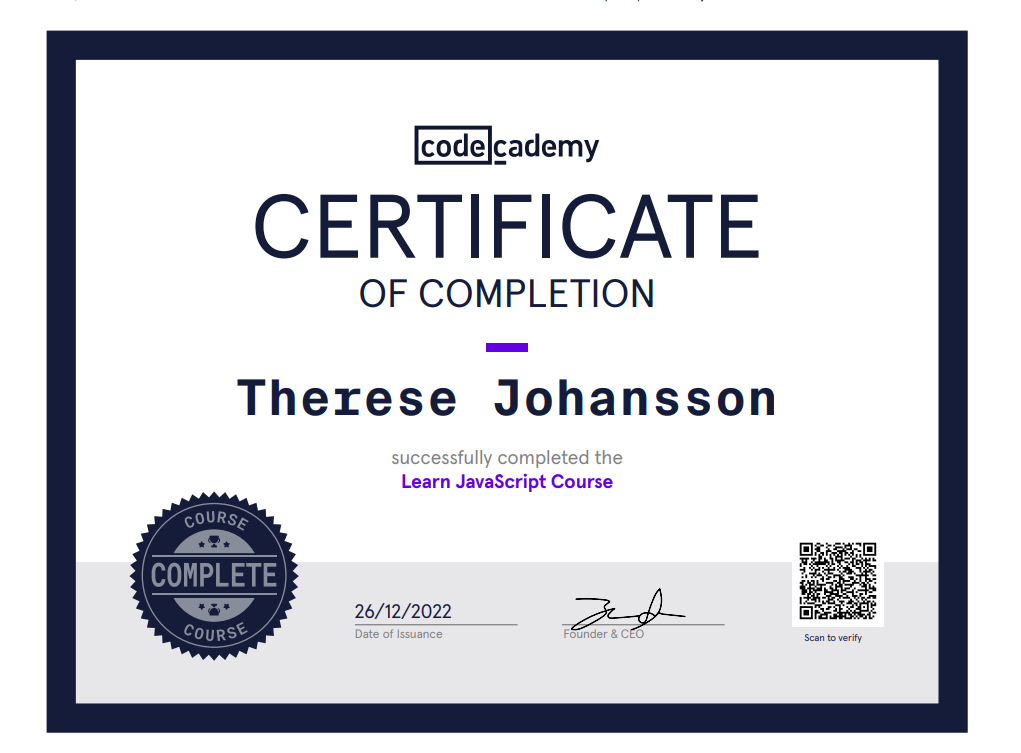 codecademy
CERTIFICATE
OF COMPLETION
Therese Johansson
successfully completed the
Learn JavaScript Course
COURSE
COMPLETE
COURSE
26/12/2022
Date of Issuance
Founder & CEO
Scan to verify